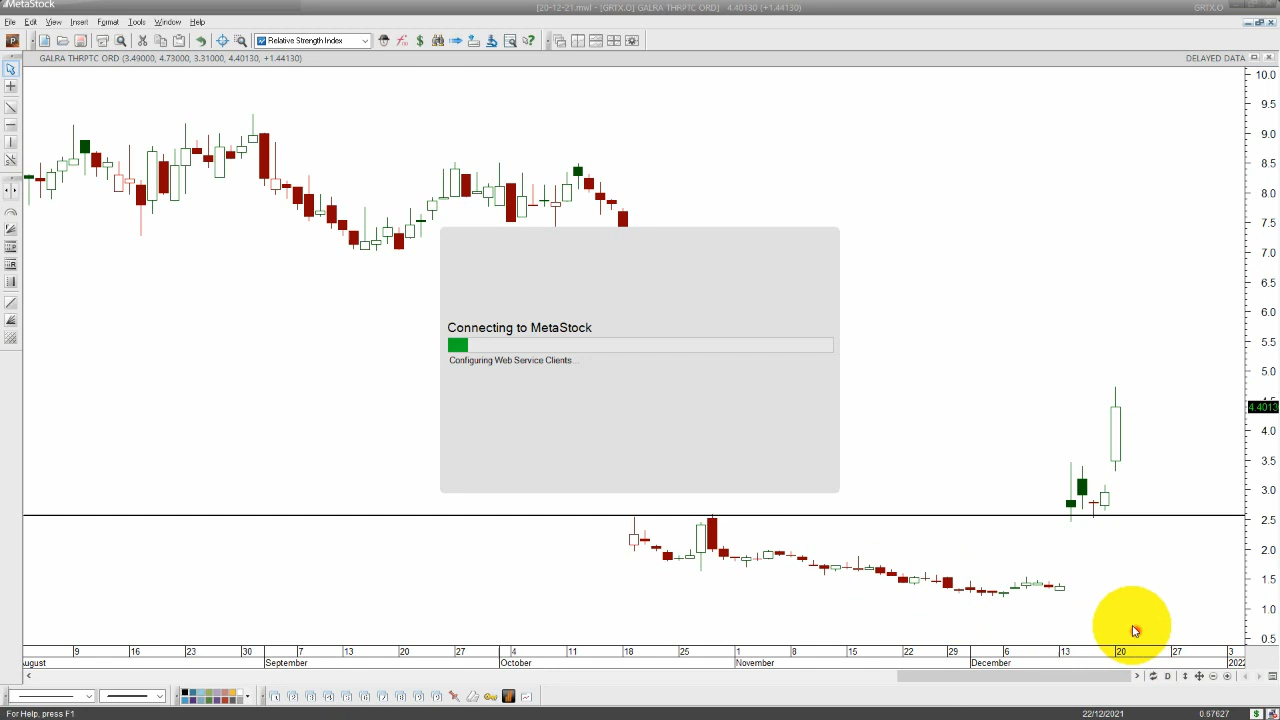 MetaStock
[20-12-21.mwl - [GRTX.O] GALRA THRPTC ORD] 4.40130 (+1.44130)
GRTX.O
File Edit View Insert Format Tools Window Help
Relative Strength Index
GALRA THRPTC ORD (3.49000, 4.73000, 3.31000, 4.40130, +1.44130)
DELAYED DATA
10.0
9.5
9.0
8.5
8.0
7.5
7.0
6.5
6.0
5.5
5.0
4.4013
4.0
3.5
3.0
2.5
2.0
1.5
1.0
0.5
Connecting to MetaStock
Configuring Web Service Clients...
9 16 23 30 7 13 20 27 4 11 18 25 1 8 15 22 29 6 13 20 27 3
August September October November December 2022
For Help, press F1
22/12/2021
0.67627